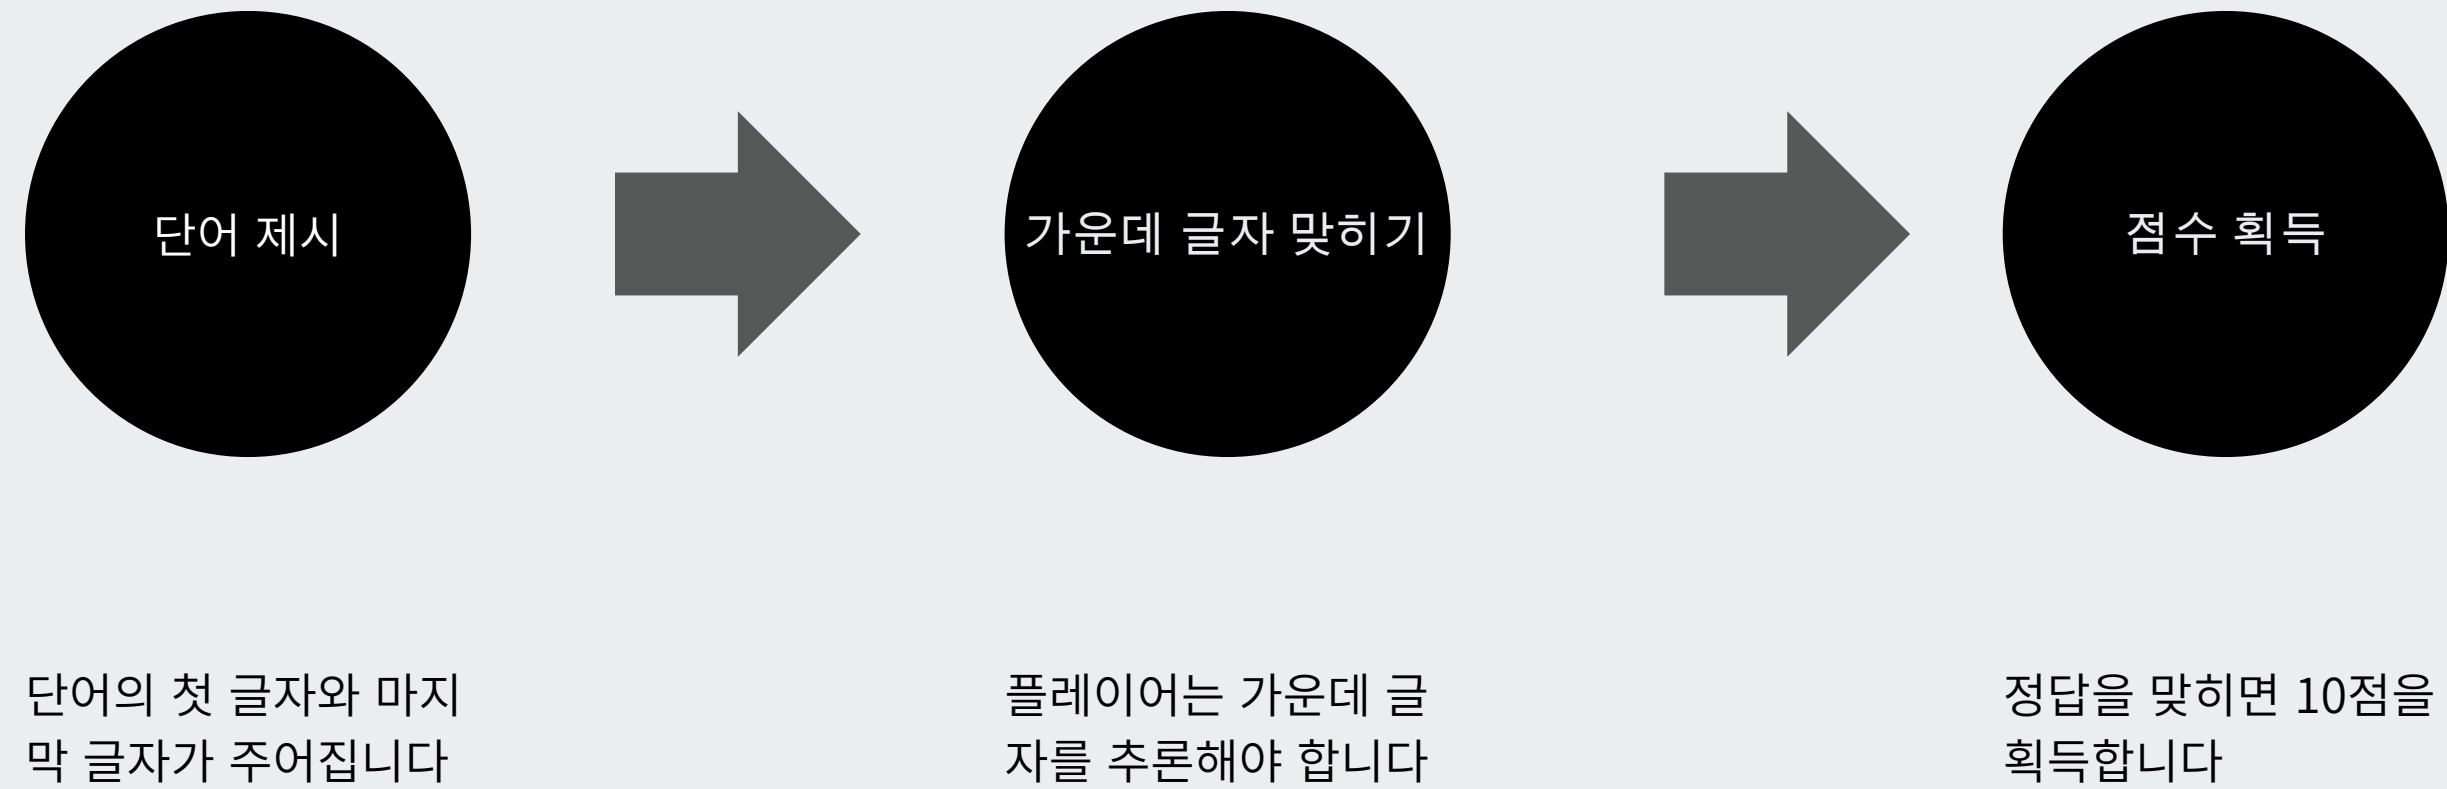 단어 제시
가운데 글자 맞히기
점수 획득
단어의 첫 글자와 마지
막 글자가 주어집니다
플레이어는 가운데 글
자를 추론해야 합니다
정답을 맞히면 10점을
획득합니다